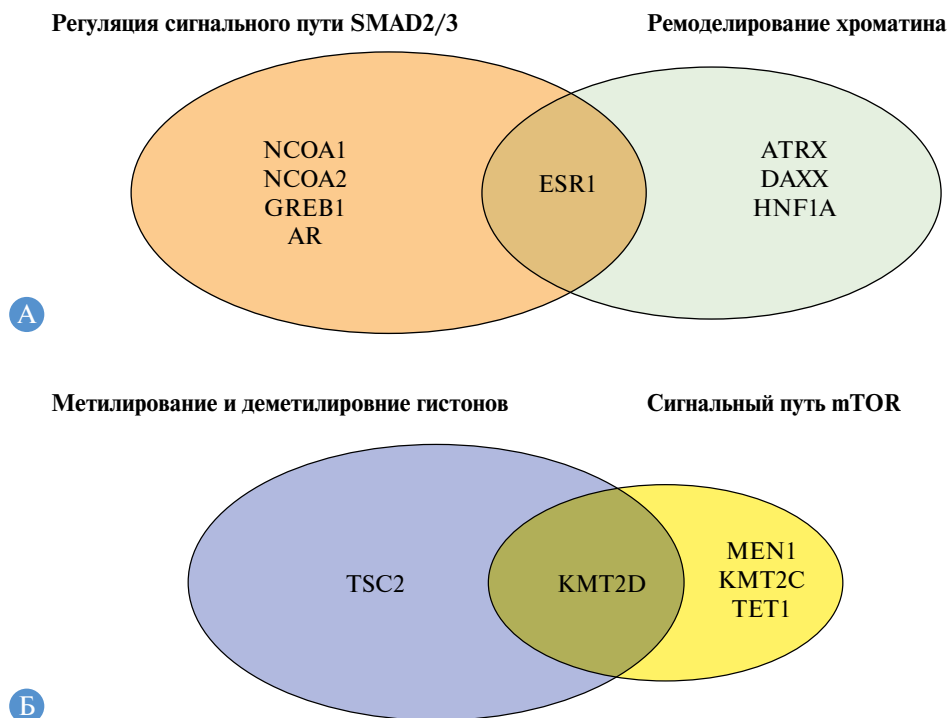 Регуляция сигнального пути SMAD2/3
Ремоделирование хроматина
NCOA1
NCOA2
GREB1
AR
ESR1
ATRX
DAXX
HNF1A
А
Метилирование и деметилировние гистонов
Сигнальный путь mTOR
TSC2
KMT2D
MEN1
KMT2C
TET1
Б